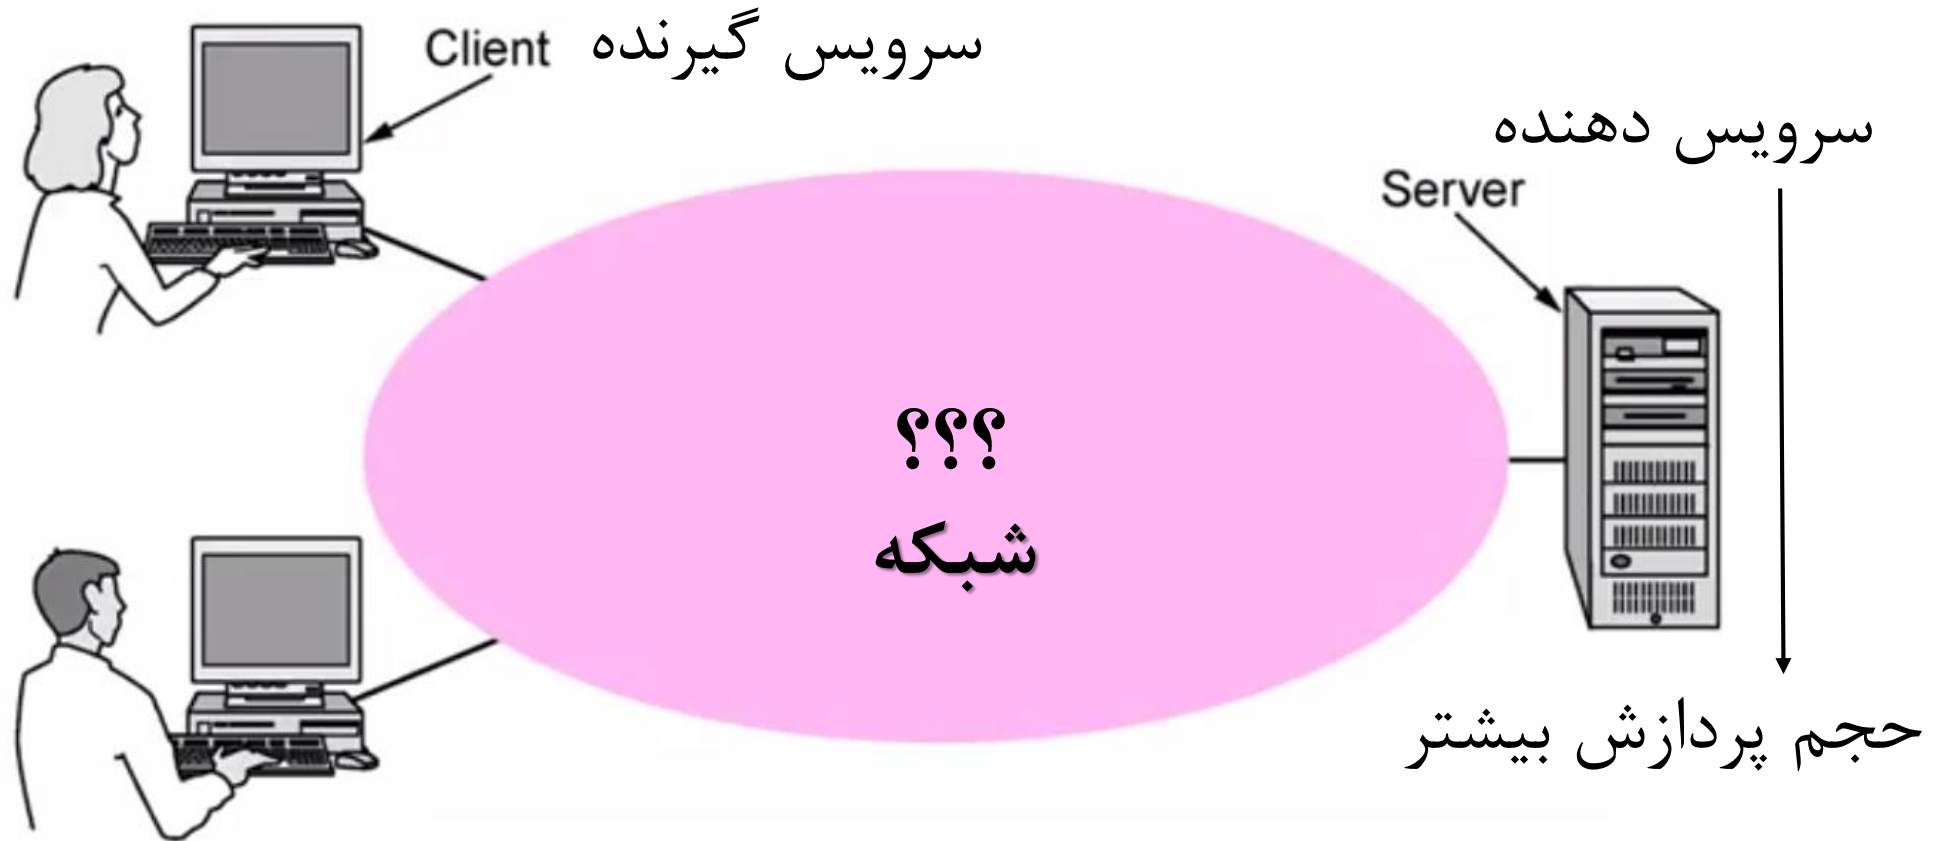 Client سرویس گیرنده
سرویس دهنده
Server
؟؟؟
شبکه
حجم پردازش بیشتر